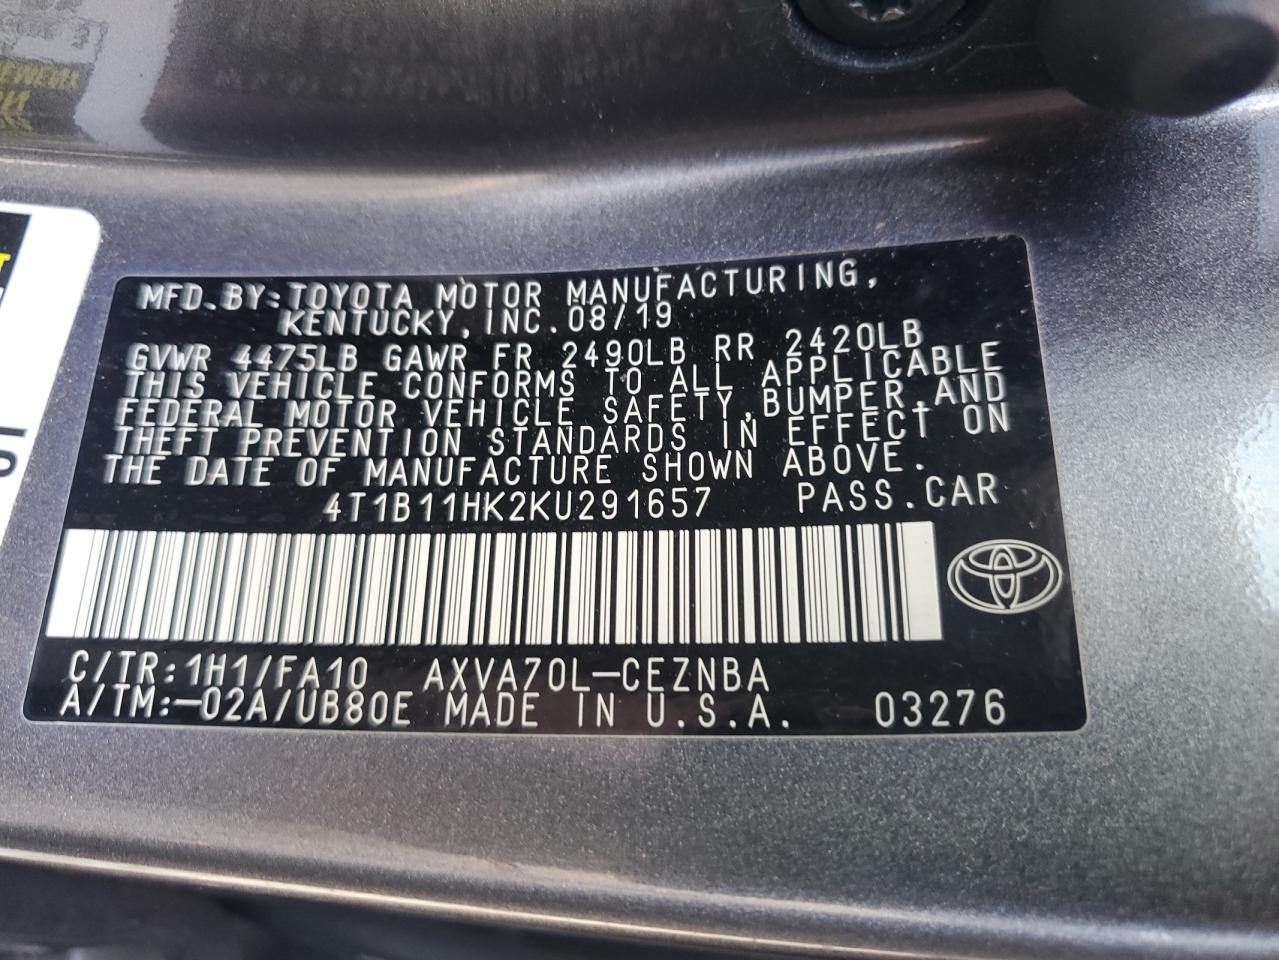 MFD.BY:TOYOTA MOTOR MANUFACTURING,
KENTUCKY,INC.08/19
GVWR 4475LB GAWR FR 2490LB RR 2420LB
THIS VEHICLE CONFORMS TO ALL APPLICABLE
FEDERAL MOTOR VEHICLE SAFETY,BUMPER,AND
THEFT PREVENTION STANDARDS IN EFFECT ON
THE DATE OF MANUFACTURE SHOWN ABOVE.
4T1B11HK2KU291657 PASS.CAR
C/TR:1H1/FA10 AXVA70L-CEZNBA
A/TM:-02A/UB80E MADE IN U.S.A. 03276